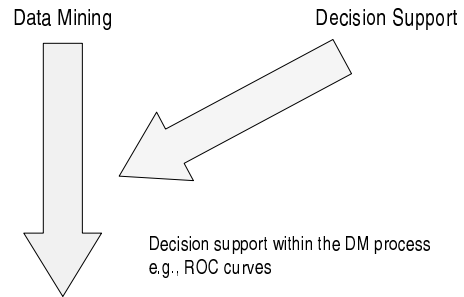 Data Mining
Decision Support
Decision support within the DM process
e.g., ROC curves